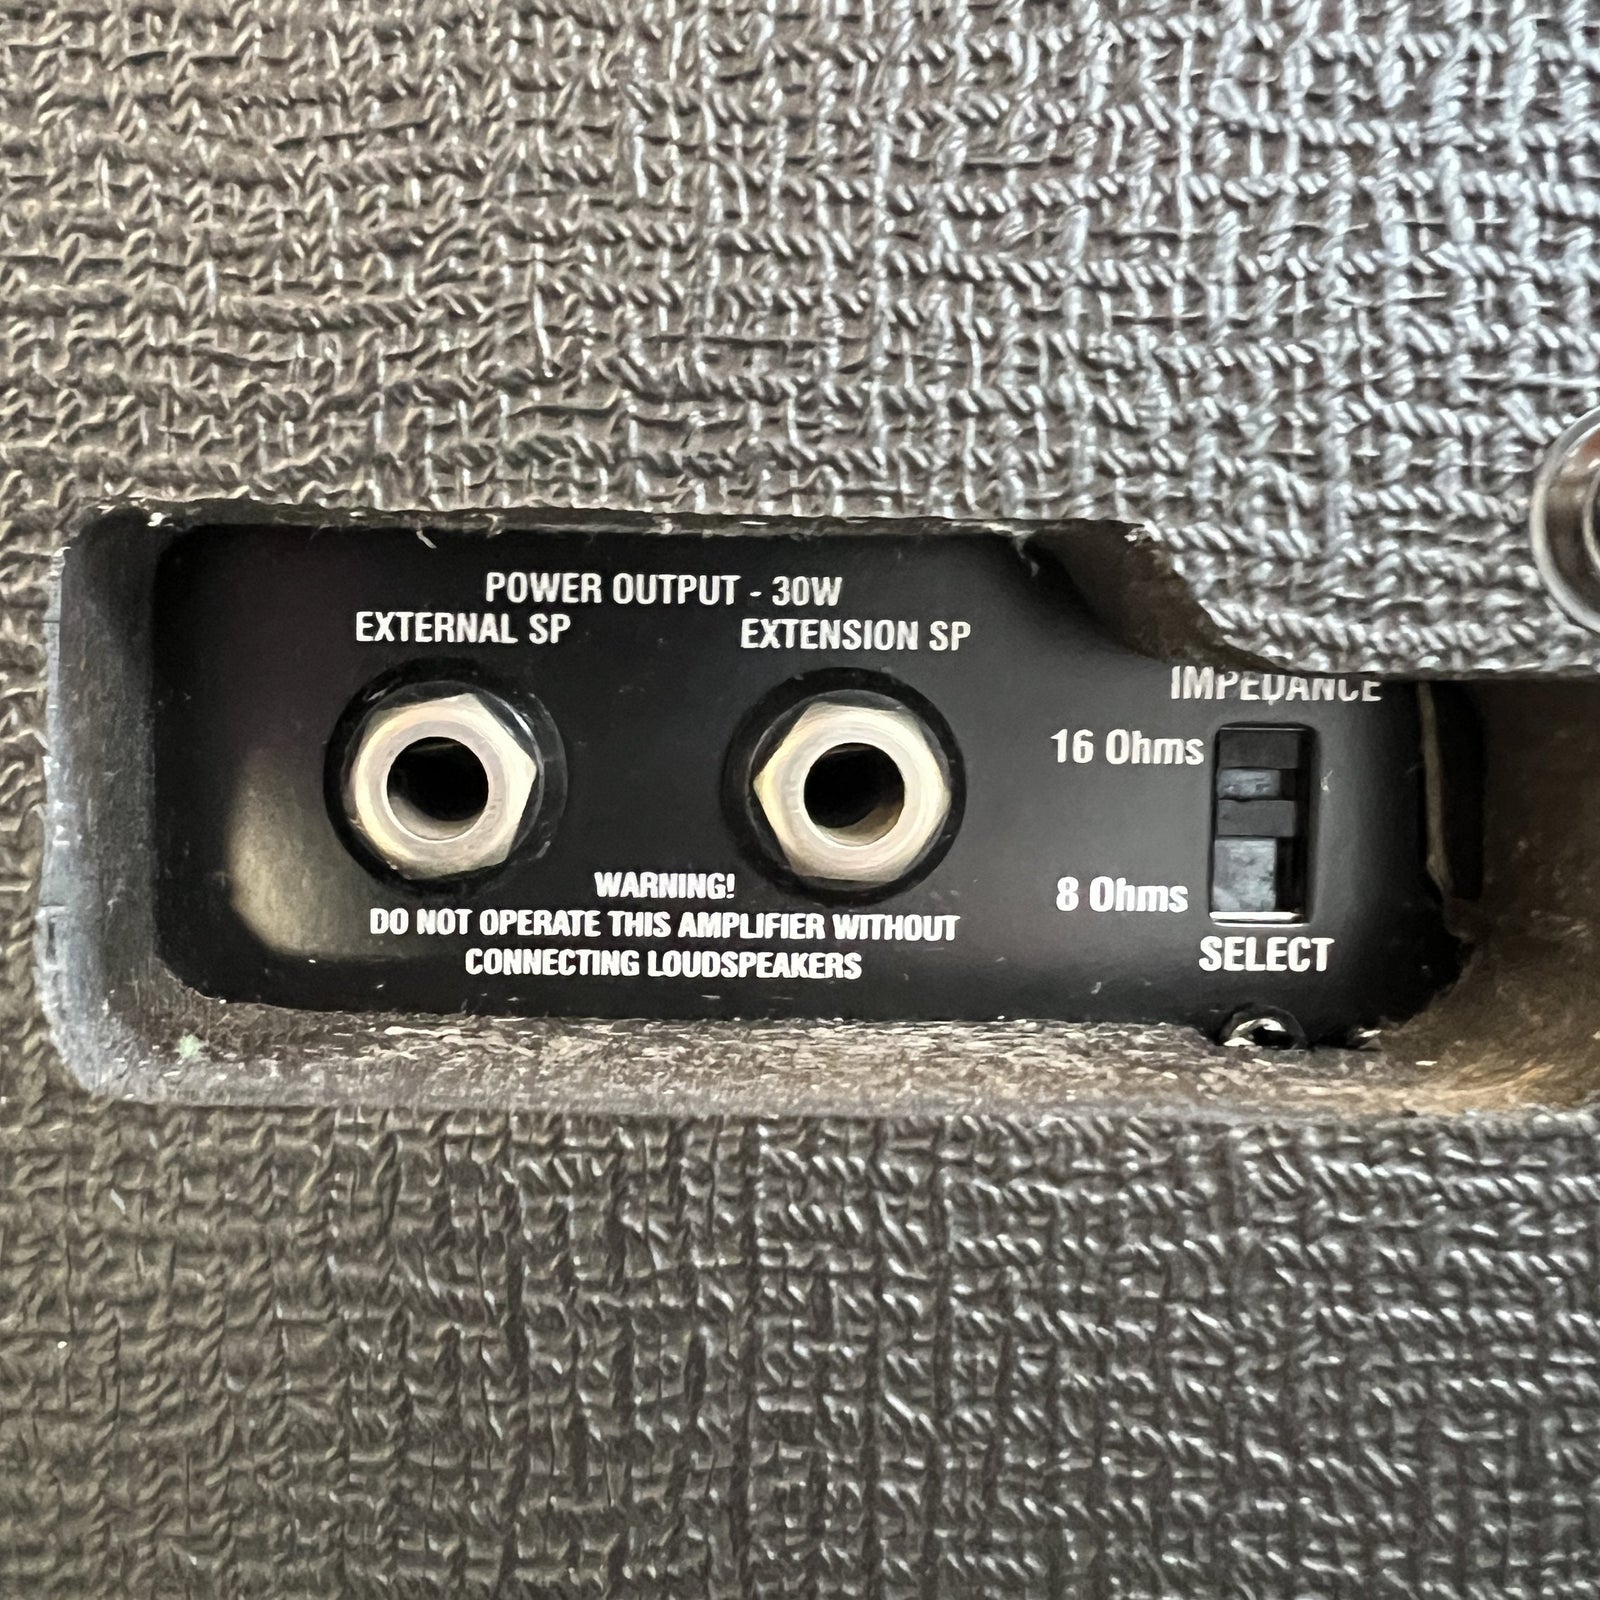 POWER OUTPUT - 30W
EXTERNAL SP EXTENSION SP
IMPEDANCE
16 Ohms
8 Ohms
SELECT
WARNING!
DO NOT OPERATE THIS AMPLIFIER WITHOUT
CONNECTING LOUDSPEAKERS